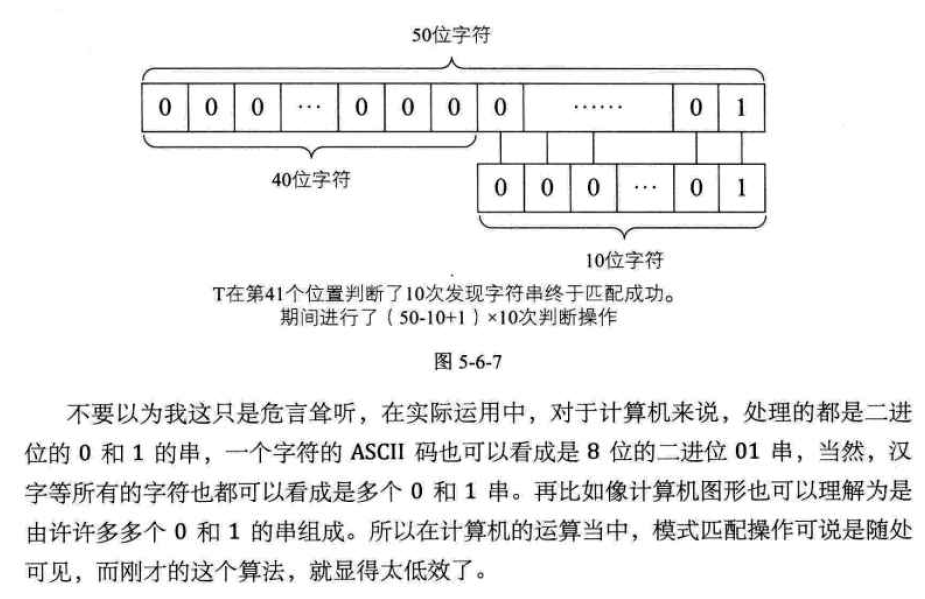 50位字符
0 0 0 … 0 0 0 0 …… 0 1
40位字符
0 0 0 … 0 1
10位字符
T在第41个位置判断了10次发现字符串终于匹配成功。
期间进行了（50-10+1）×10次判断操作
图 5-6-7
不要以为我这只是危言耸听，在实际运用中，对于计算机来说，处理的都是二进
位的 0 和 1 的串，一个字符的 ASCII 码也可以看成是 8 位的二进位 01 串，当然，汉
字等所有的字符也都可以看成是多个 0 和 1 串。再比如像计算机图形也可以理解为是
由许许多多个 0 和 1 的串组成。所以在计算机的运算当中，模式匹配操作可说是随处
可见，而刚才的这个算法，就显得太低效了。